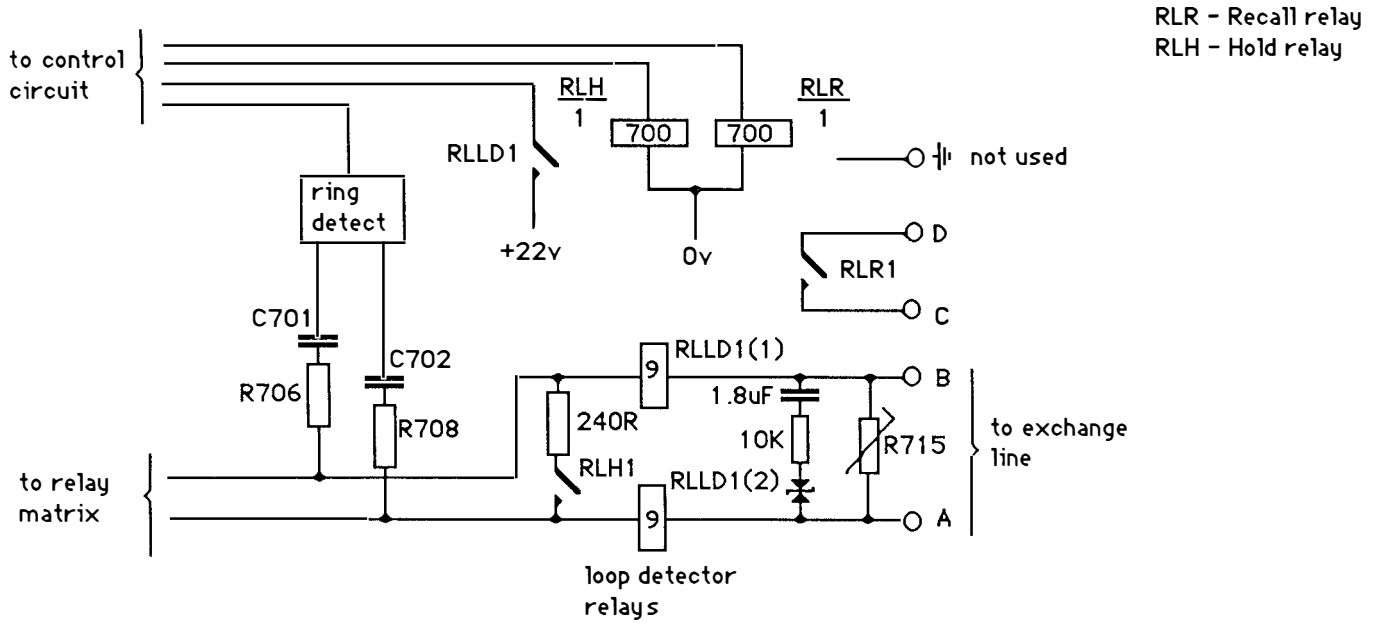 RLR - Recall relay
RLH - Hold relay
to control
circuit
RLH
1
RLR
1
700
700
RLLD1
not used
ring
detect
+22v
0v
D
RLR1
C
C701
C702
RLLD1(1)
9
B
R706
1.8uF
R708
240R
10K
R715
to exchange
line
RLH1
RLLD1(2)
to relay
matrix
9
A
loop detector
relays